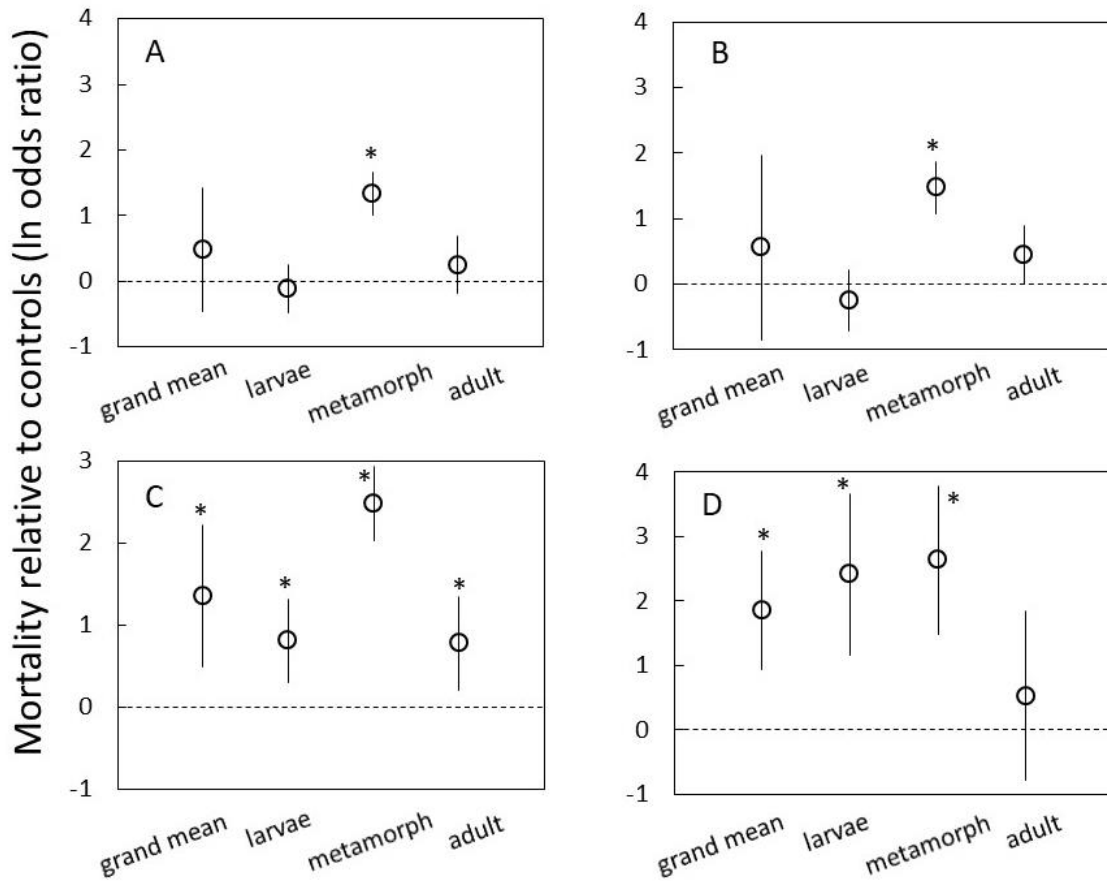 Mortality relative to controls (ln odds ratio)
A
4
3
2
1
0
-1
*
grand mean
larvae
metamorph
adult
B
4
3
2
1
0
-1
*
grand mean
larvae
metamorph
adult
C
3
2
1
0
-1
*
*
*
*
grand mean
larvae
metamorph
adult
D
4
3
2
1
0
-1
*
*
*
grand mean
larvae
metamorph
adult